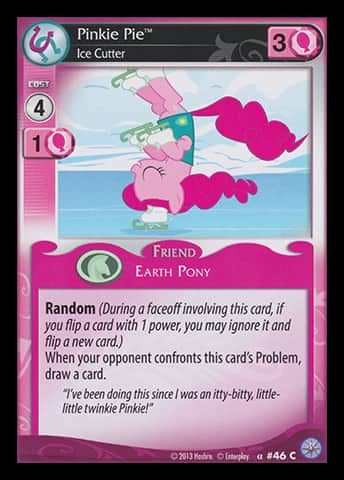 Pinkie Pie™
Ice Cutter
3
COST
4
1
FRIEND
EARTH PONY
Random (During a faceoff involving this card, if
you flip a card with 1 power, you may ignore it and
flip a new card.)
When your opponent confronts this card's Problem,
draw a card.
"I've been doing this since I was an itty-bitty, little-
little twinkie Pinkie!"
© 2013 Hasbro. © Enterplay. α #46 C